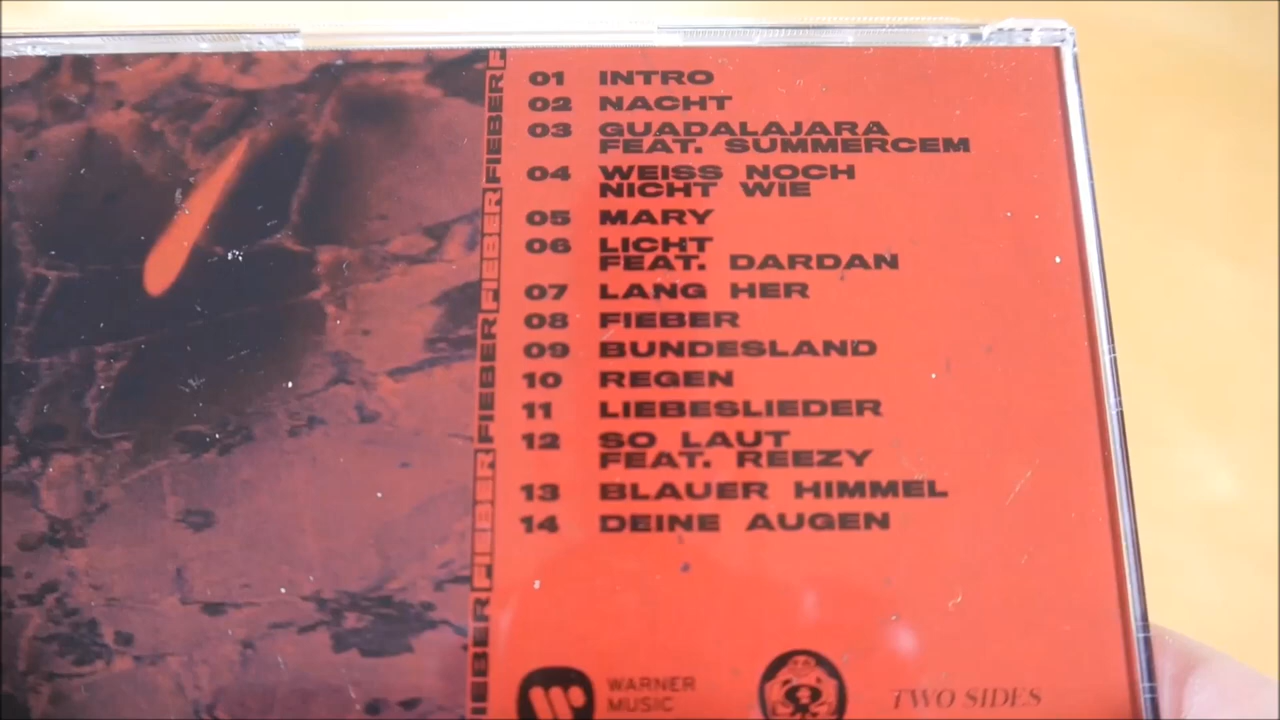 01 INTRO
02 NACHT
03 GUADALAJARA
FEAT. SUMMERCEM
04 WEISS NOCH
NICHT WIE
05 MARY
06 LICHT
FEAT. DARDAN
07 LANG HER
08 FIEBER
09 BUNDESLAND
10 REGEN
11 LIEBESLIEDER
12 SO LAUT
FEAT. REEZY
13 BLAUER HIMMEL
14 DEINE AUGEN
FIEBER FIEBER FIEBER FIEBER FIEBER F
WARNER
MUSIC
TWO SIDES